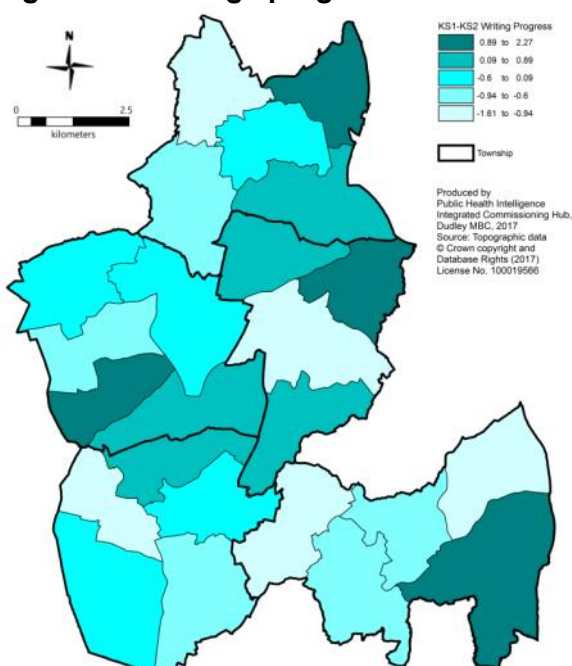 KS1-KS2 Writing Progress
0.89 to 2.27
0.09 to 0.89
-0.6 to 0.09
-0.94 to -0.6
-1.61 to -0.94
Township
N
0 2.5
kilometers
Produced by
Public Health Intelligence
Integrated Commissioning Hub,
Dudley MBC, 2017
Source: Topographic data
© Crown copyright and
Database Rights (2017)
License No. 100019566